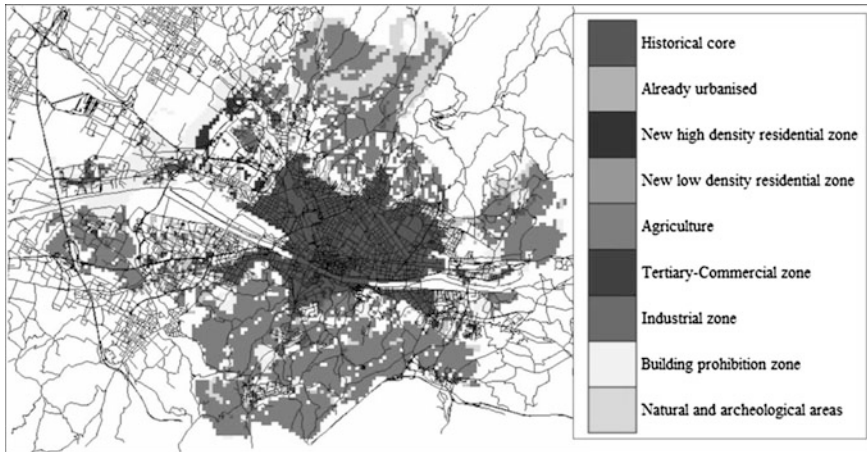 Historical core
Already urbanised
New high density residential zone
New low density residential zone
Agriculture
Tertiary-Commercial zone
Industrial zone
Building prohibition zone
Natural and archeological areas